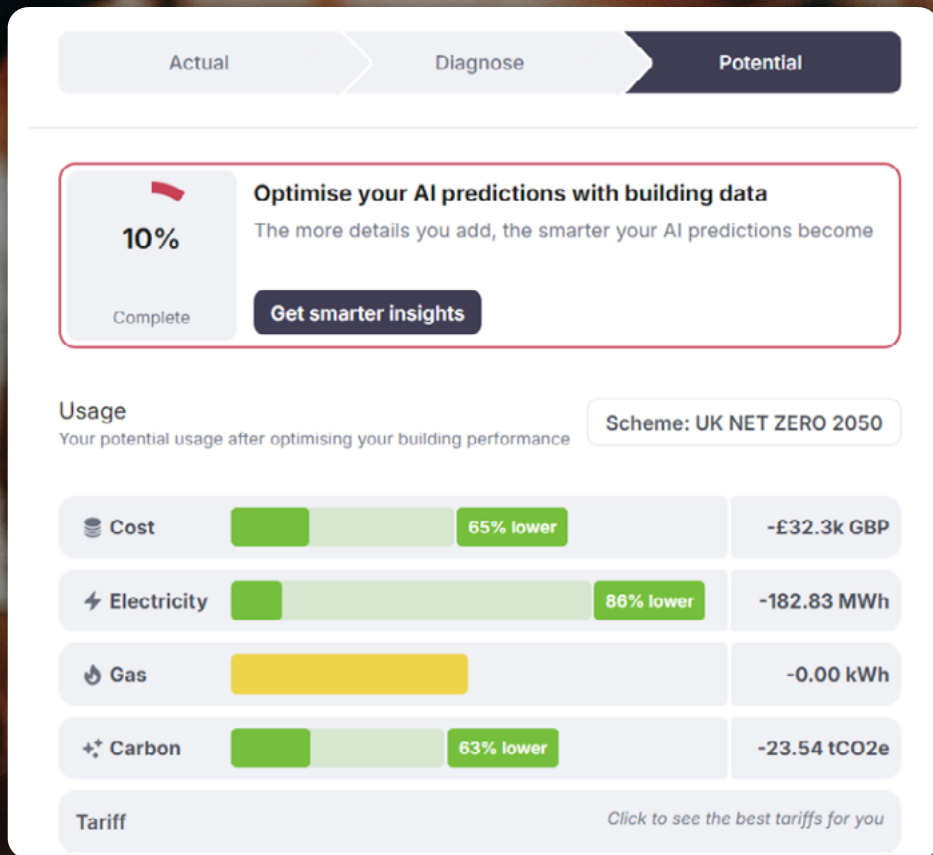 Actual
Diagnose
Potential
Optimise your AI predictions with building data
The more details you add, the smarter your AI predictions become
10%
Complete
Get smarter insights
Usage
Your potential usage after optimising your building performance
Scheme: UK NET ZERO 2050
Cost
65% lower
-£32.3k GBP
Electricity
86% lower
-182.83 MWh
Gas
-0.00 kWh
Carbon
63% lower
-23.54 tCO2e
Tariff
Click to see the best tariffs for you